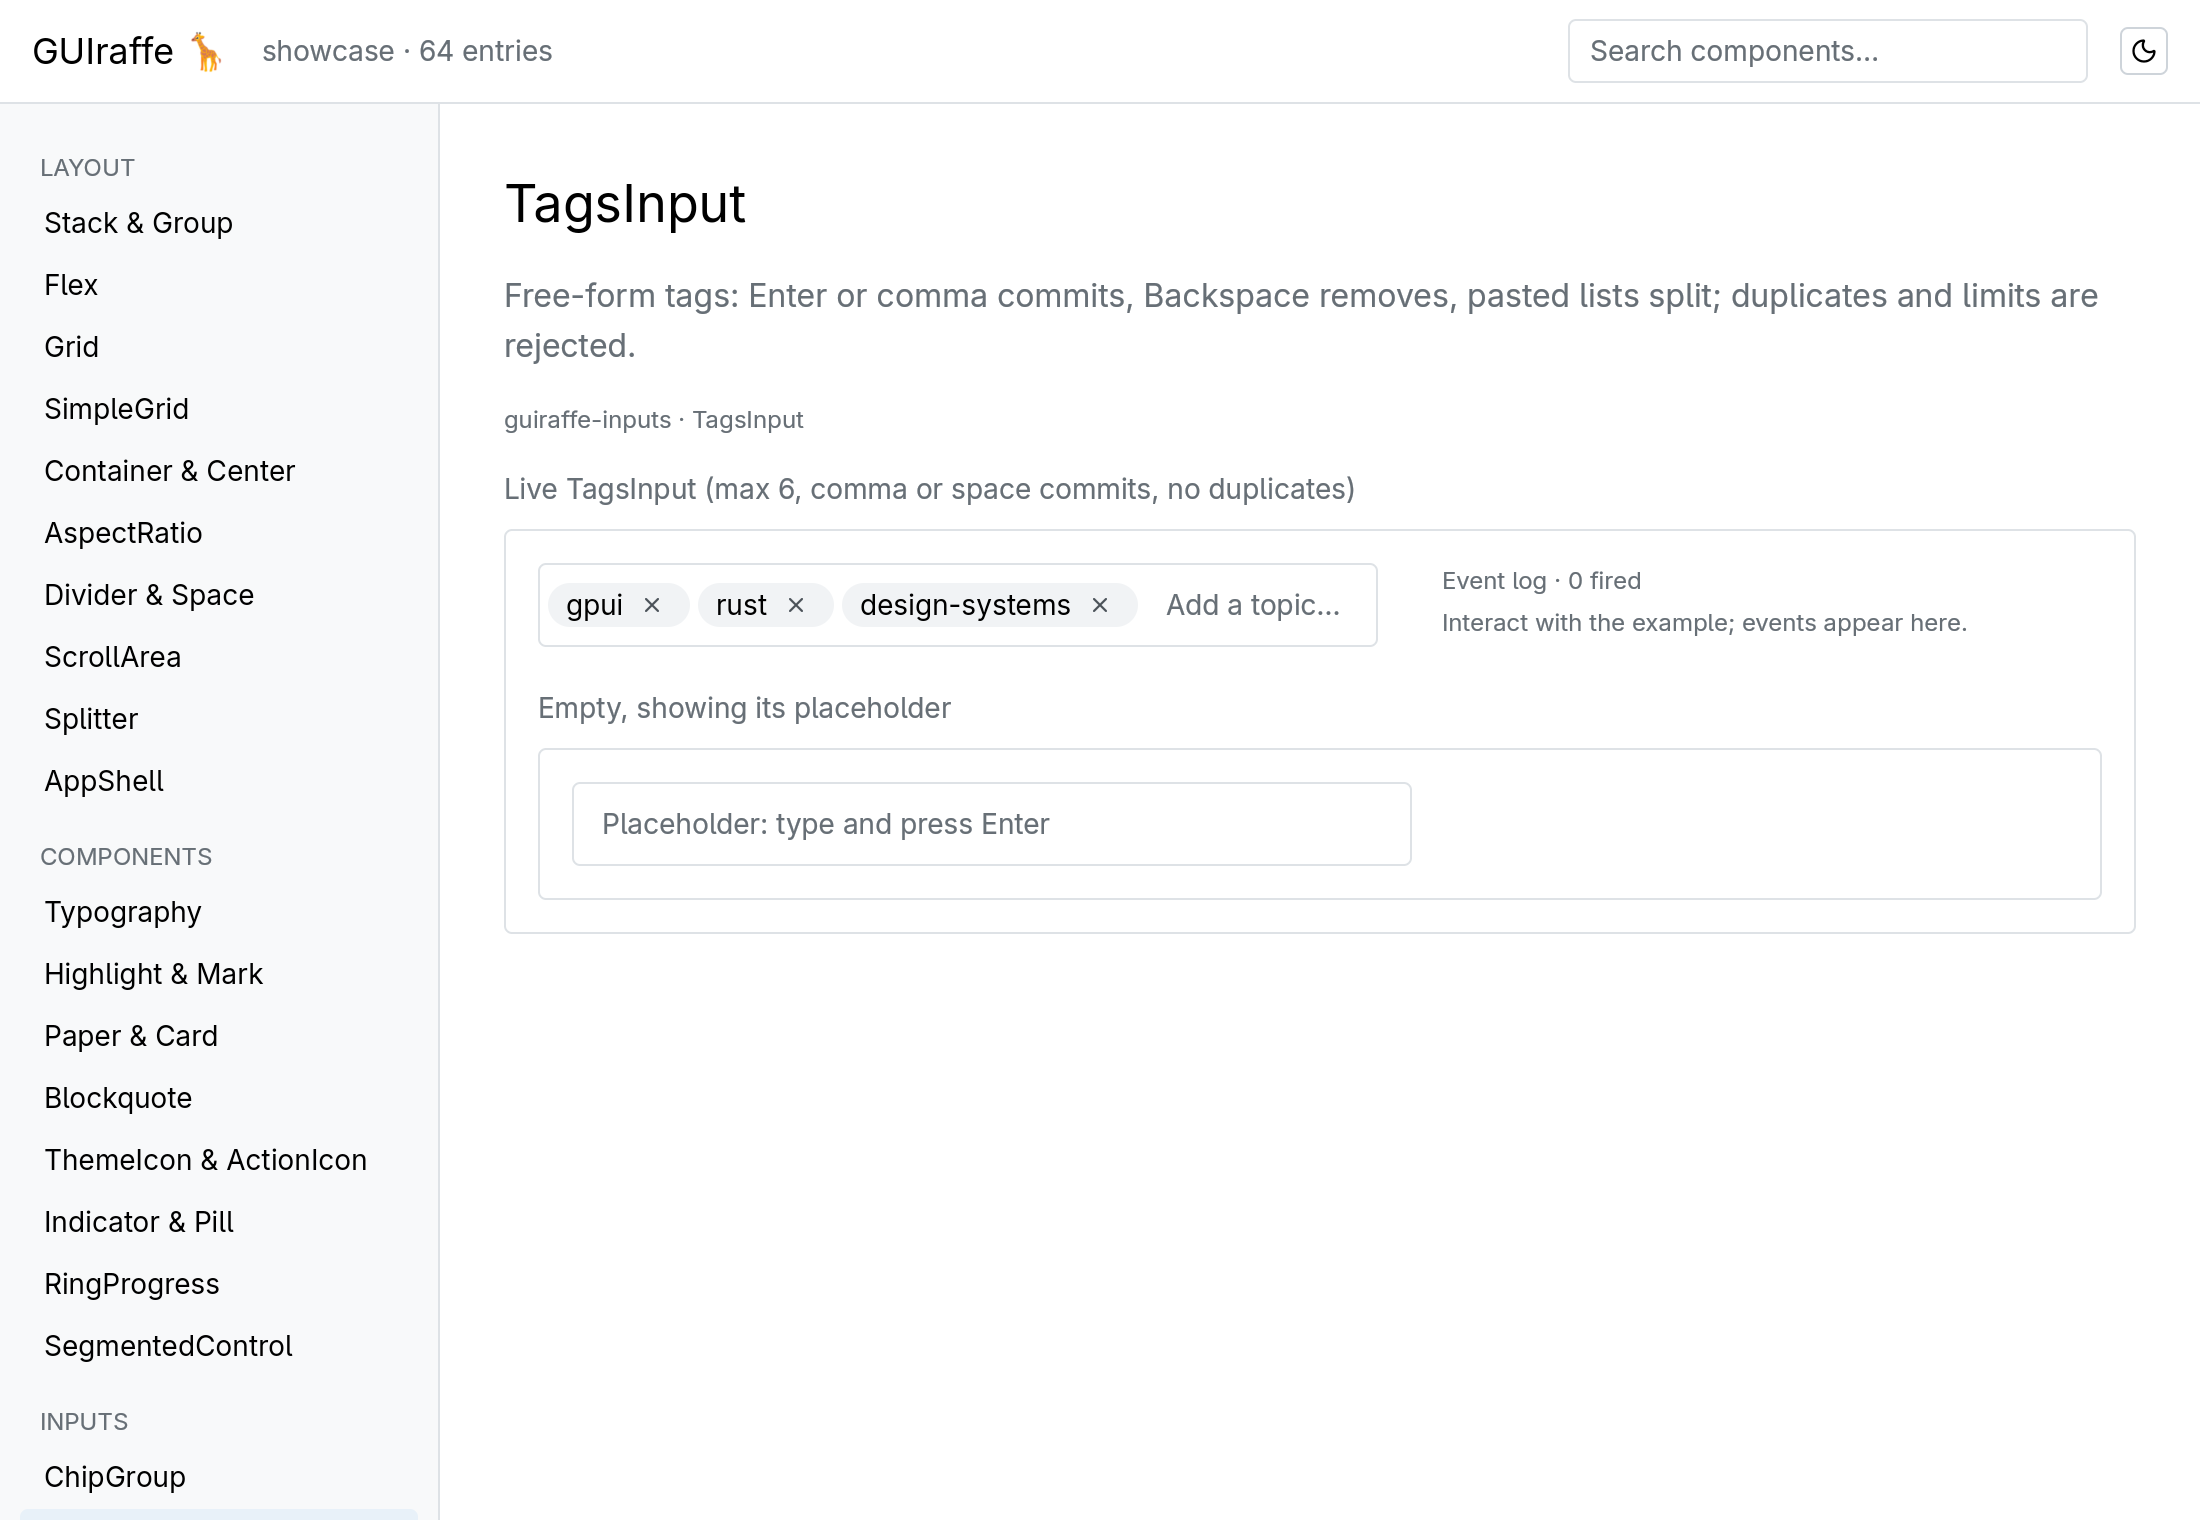 GUIraffe 🦒 showcase · 64 entries
Search components...
LAYOUT
Stack & Group
Flex
Grid
SimpleGrid
Container & Center
AspectRatio
Divider & Space
ScrollArea
Splitter
AppShell
COMPONENTS
Typography
Highlight & Mark
Paper & Card
Blockquote
ThemeIcon & ActionIcon
Indicator & Pill
RingProgress
SegmentedControl
INPUTS
ChipGroup
TagsInput
Free-form tags: Enter or comma commits, Backspace removes, pasted lists split; duplicates and limits are
rejected.
guiraffe-inputs · TagsInput
Live TagsInput (max 6, comma or space commits, no duplicates)
gpui × rust × design-systems × Add a topic...
Event log · 0 fired
Interact with the example; events appear here.
Empty, showing its placeholder
Placeholder: type and press Enter